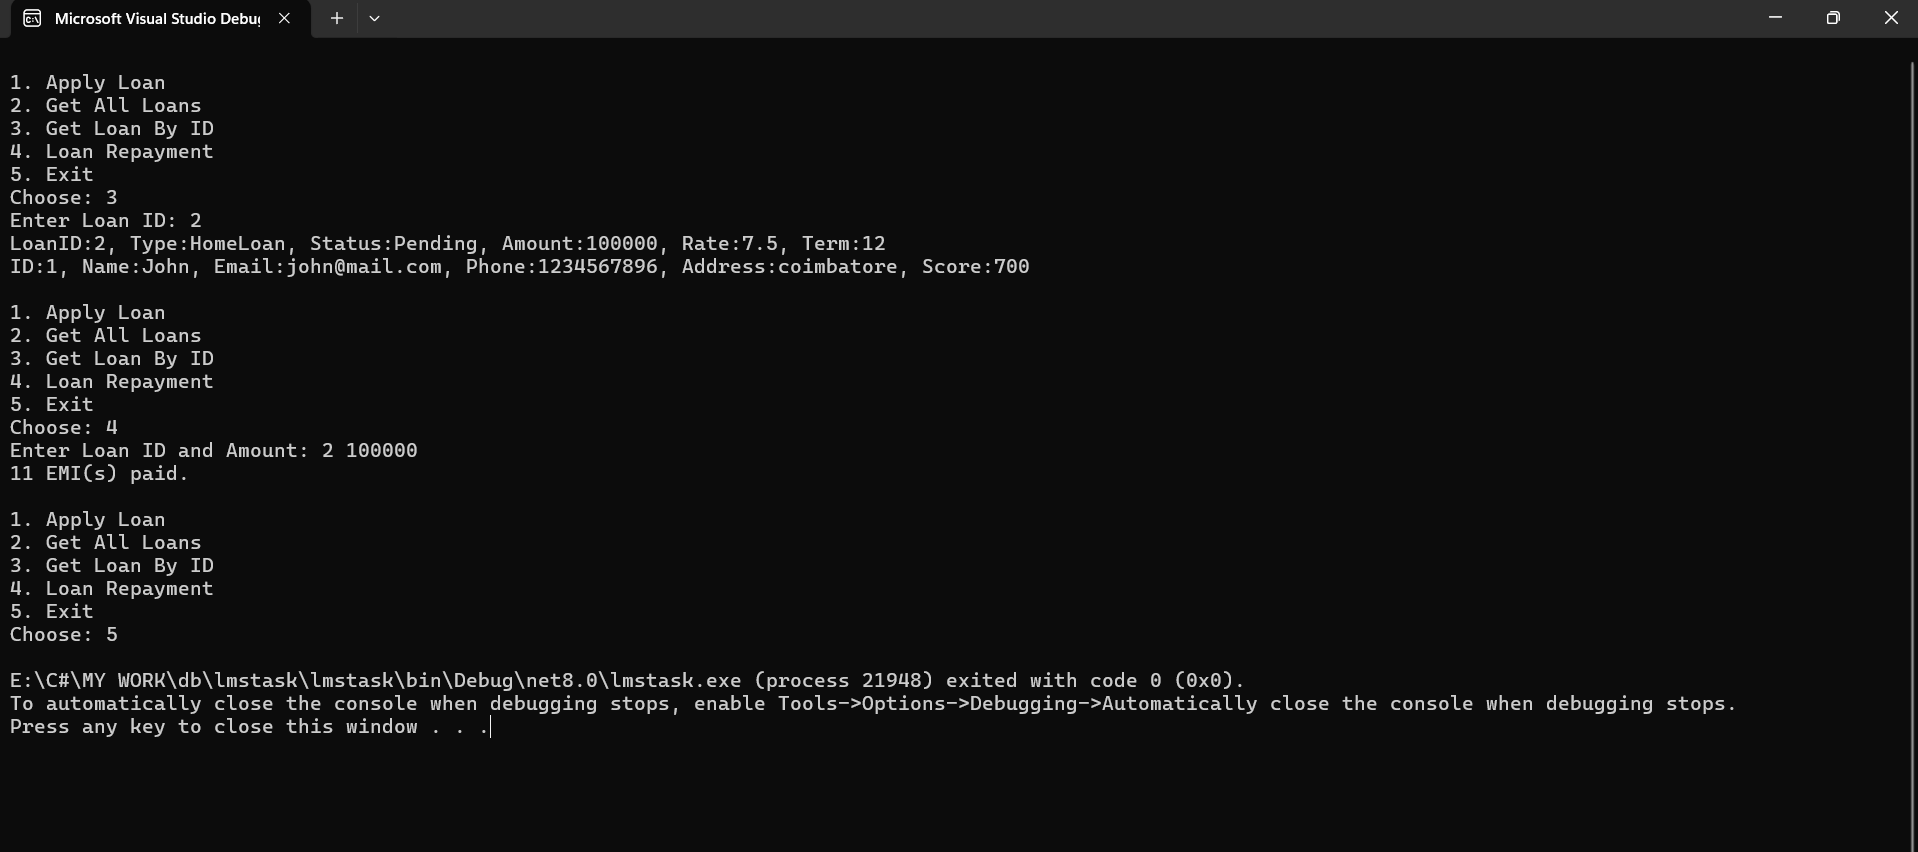 Microsoft Visual Studio Debug
1. Apply Loan
2. Get All Loans
3. Get Loan By ID
4. Loan Repayment
5. Exit
Choose: 3
Enter Loan ID: 2
LoanID:2, Type:HomeLoan, Status:Pending, Amount:100000, Rate:7.5, Term:12
ID:1, Name:John, Email:john@mail.com, Phone:1234567896, Address:coimbatore, Score:700
1. Apply Loan
2. Get All Loans
3. Get Loan By ID
4. Loan Repayment
5. Exit
Choose: 4
Enter Loan ID and Amount: 2 100000
11 EMI(s) paid.
1. Apply Loan
2. Get All Loans
3. Get Loan By ID
4. Loan Repayment
5. Exit
Choose: 5
E:\C#\MY WORK\db\lmstask\lmstask\bin\Debug\net8.0\lmstask.exe (process 21948) exited with code 0 (0x0).
To automatically close the console when debugging stops, enable Tools->Options->Debugging->Automatically close the console when debugging stops.
Press any key to close this window . . .